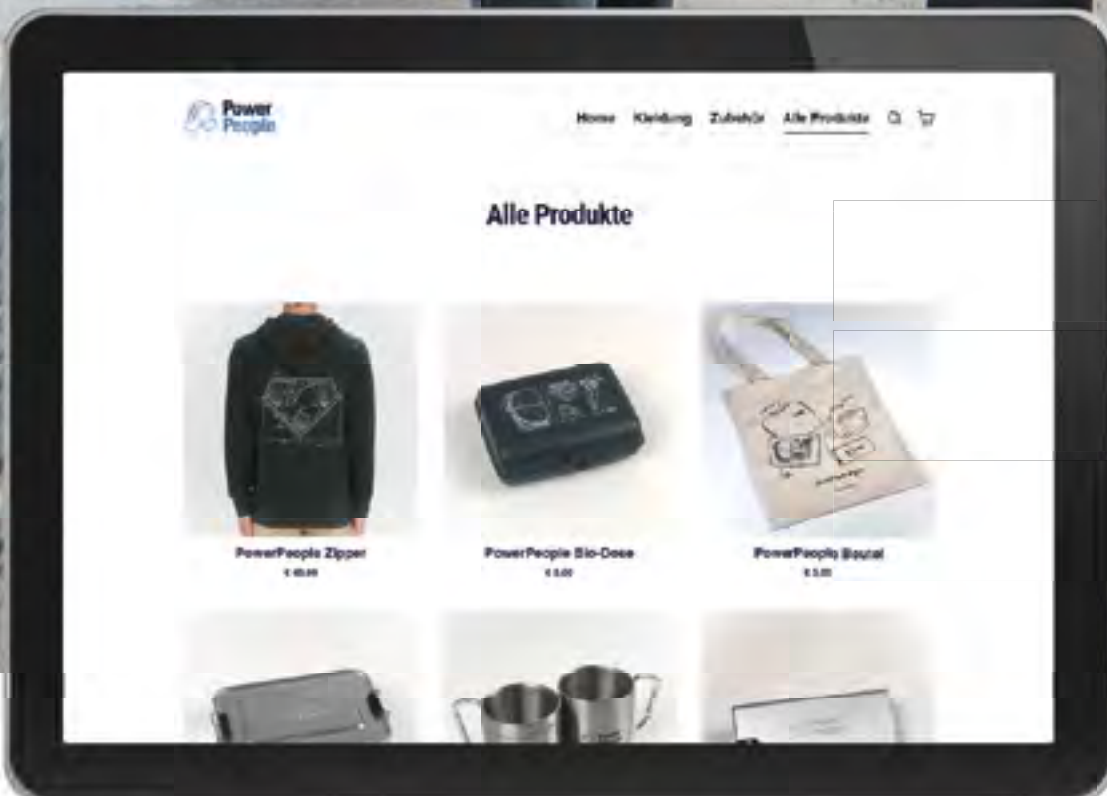 Power
People
Home Kleidung Zubehör Alle Produkte
Alle Produkte
PowerPeople Zipper
PowerPeople Bio-Dose
PowerPeople Beutel